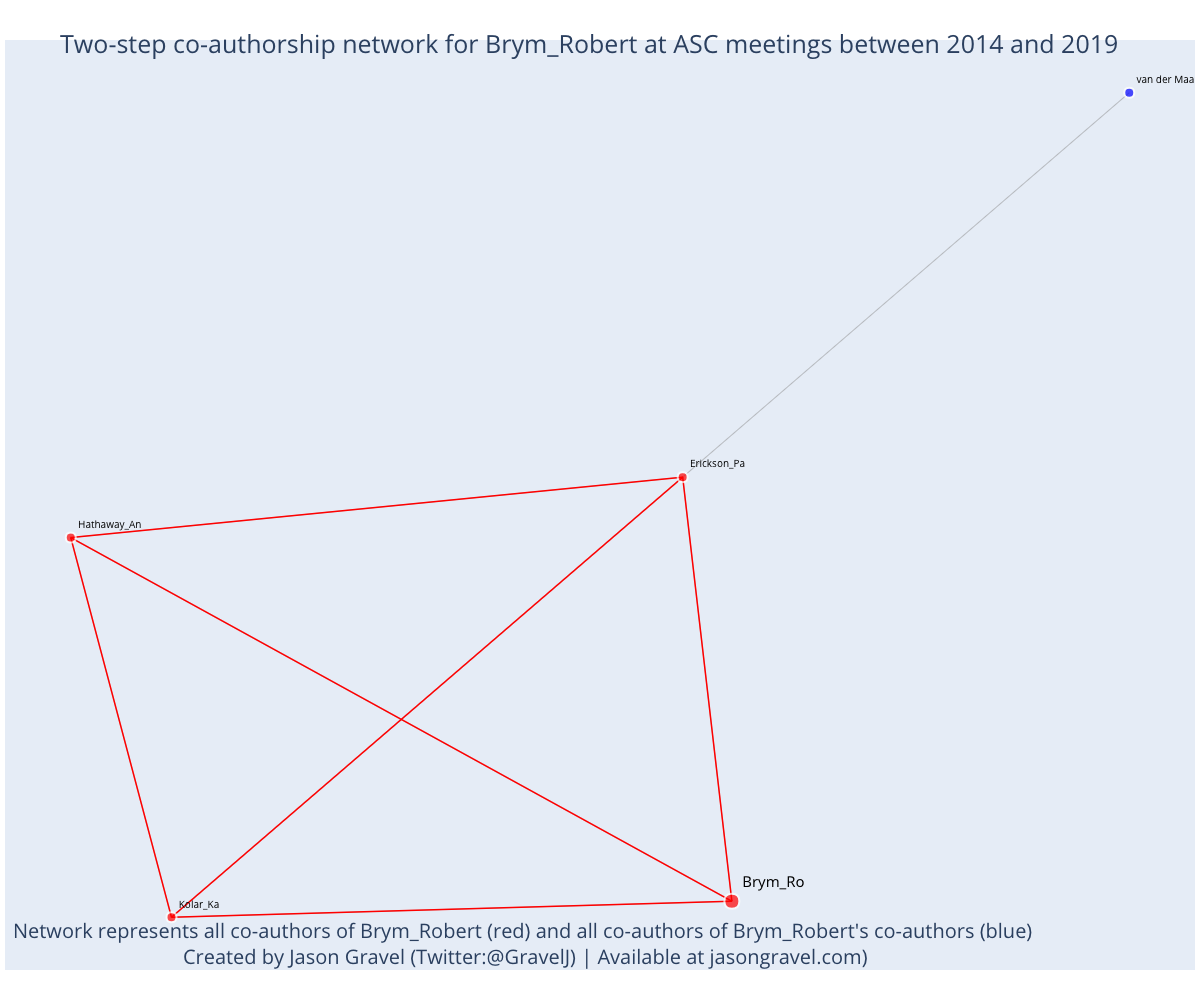 Two-step co-authorship network for Brym_Robert at ASC meetings between 2014 and 2019
van der Maa
Erickson_Pa
Hathaway_An
Brym_Ro
Kolar_Ka
Network represents all co-authors of Brym_Robert (red) and all co-authors of Brym_Robert's co-authors (blue)
Created by Jason Gravel (Twitter:@GravelJ) | Available at jasongravel.com)